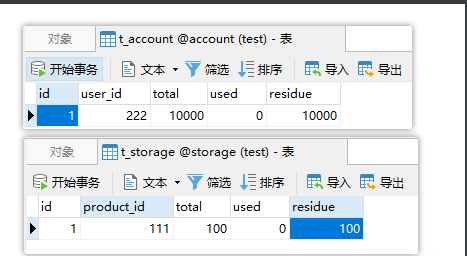 对象 t_account @account (test) - 表
开始事务 文本 筛选 排序 导入 导出
id user_id total used residue
1 222 10000 0 10000
对象 t_storage @storage (test) - 表
开始事务 文本 筛选 排序 导入 导出
id product_id total used residue
1 111 100 0 100